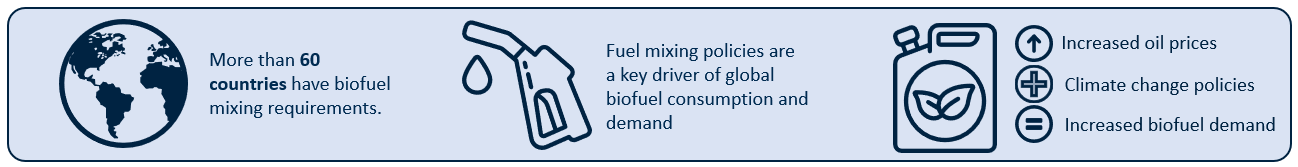 More than 60
countries have biofuel
mixing requirements.
Fuel mixing policies are
a key driver of global
biofuel consumption and
demand
Increased oil prices
Climate change policies
Increased biofuel demand